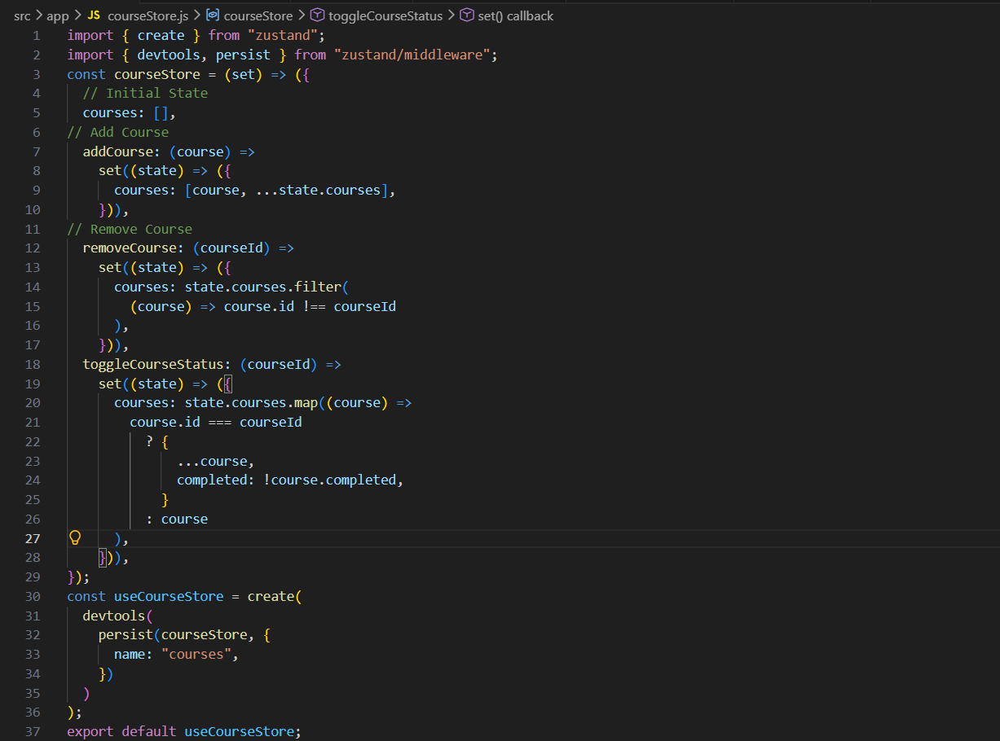 src > app > JS courseStore.js > courseStore > toggleCourseStatus > set() callback
1 import { create } from "zustand";
2 import { devtools, persist } from "zustand/middleware";
3 const courseStore = (set) => ({
4   // Initial State
5   courses: [],
6 // Add Course
7   addCourse: (course) =>
8     set((state) => ({
9       courses: [course, ...state.courses],
10     })),
11 // Remove Course
12   removeCourse: (courseId) =>
13     set((state) => ({
14       courses: state.courses.filter(
15         (course) => course.id !== courseId
16       ),
17     })),
18   toggleCourseStatus: (courseId) =>
19     set((state) => ({
20       courses: state.courses.map((course) =>
21         course.id === courseId
22           ? {
23               ...course,
24               completed: !course.completed,
25             }
26           : course
27       ),
28     })),
29 });
30 const useCourseStore = create(
31   devtools(
32     persist(courseStore, {
33       name: "courses",
34     })
35   )
36 );
37 export default useCourseStore;